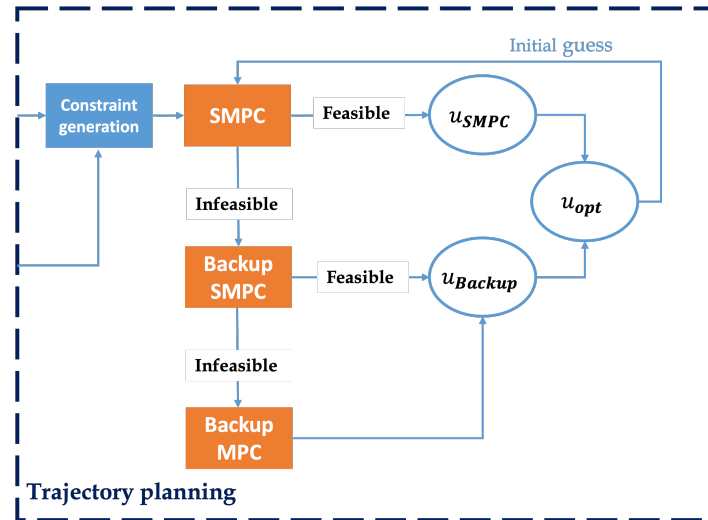 Initial guess
Constraint
generation
SMPC
Feasible
u_SMPC
Infeasible
u_opt
Backup
SMPC
Feasible
u_Backup
Infeasible
Backup
MPC
Trajectory planning